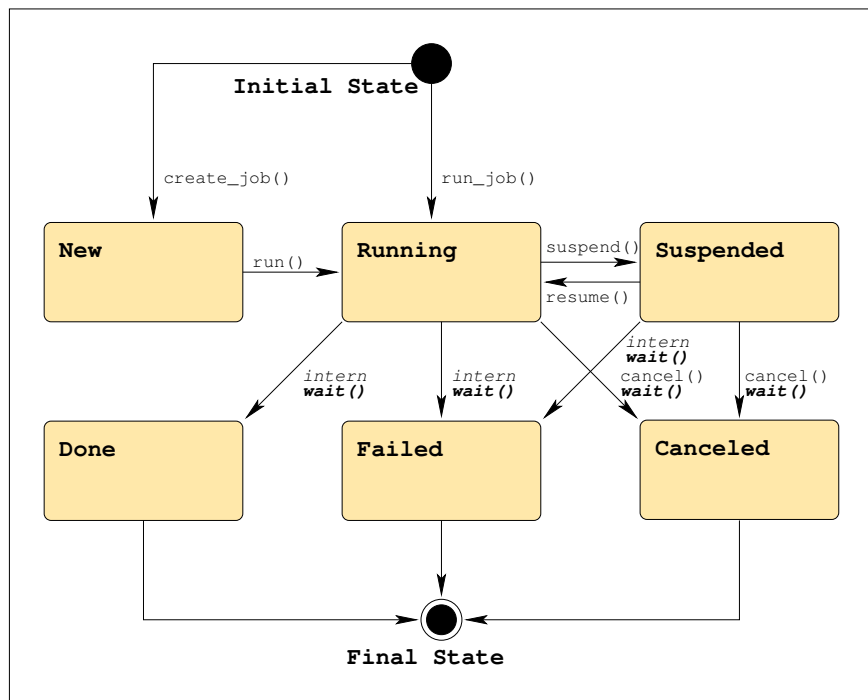 Initial State
create_job()
run_job()
New
run()
Running
suspend()
resume()
Suspended
intern
wait()
intern
wait()
intern
wait()
cancel()
wait()
cancel()
wait()
Done
Failed
Canceled
Final State